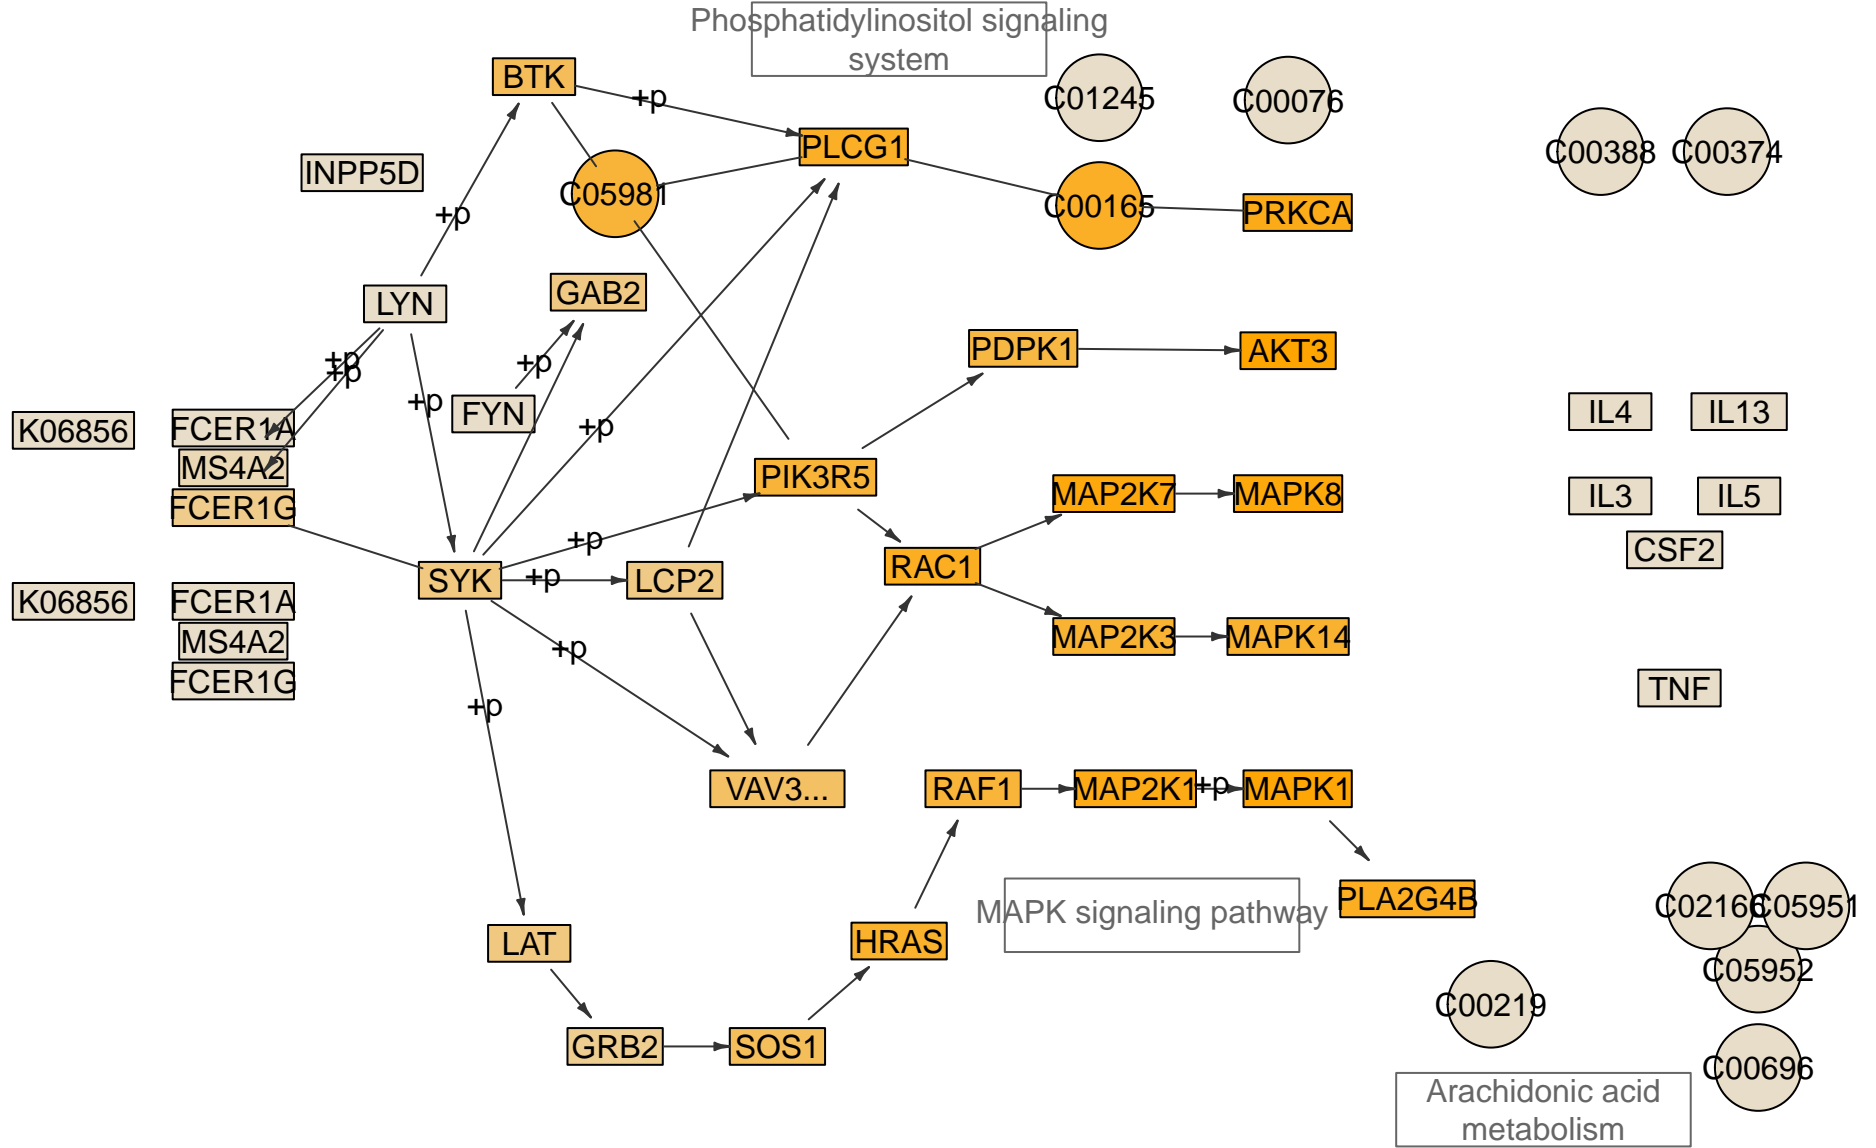 Phosphatidylinositol signaling
system
BTK
+p
C01245
C00076
PLCG1
C00388
C00374
INPP5D
C05981
C00165
PRKCA
+p
LYN
GAB2
+p
+p
+p
PDPK1
AKT3
+p
FYN
+p
K06856
FCER1A
IL4
IL13
MS4A2
PIK3R5
FCER1G
MAP2K7
MAPK8
IL3
IL5
+p
CSF2
SYK
+p
LCP2
RAC1
K06856
FCER1A
MS4A2
+p
MAP2K3
MAPK14
FCER1G
TNF
+p
VAV3...
RAF1
MAP2K1
+p
MAPK1
MAPK signaling pathway
PLA2G4B
C02166
C05951
LAT
HRAS
C05952
C00219
GRB2
SOS1
C00696
Arachidonic acid
metabolism